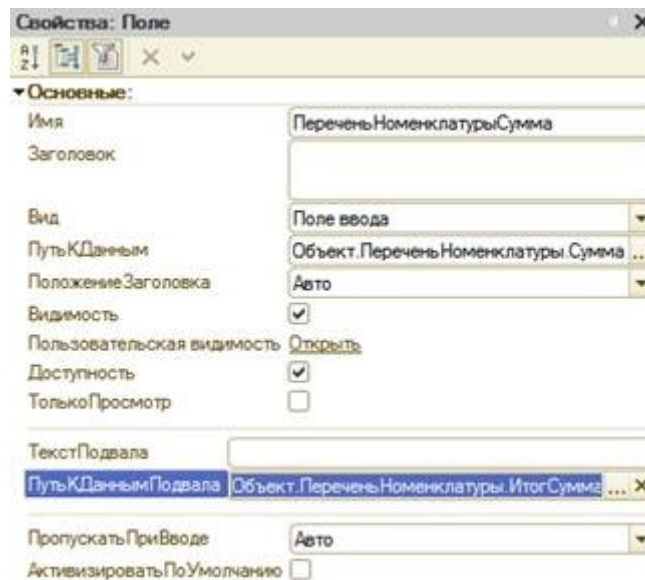 Свойства: Поле
Основные:
Имя ПереченьНоменклатурыСумма
Заголовок
Вид Поле ввода
ПутьКДанным Объект.ПереченьНоменклатуры.Сумма ...
ПоложениеЗаголовка Авто
Видимость
Пользовательская видимость Открыть
Доступность
ТолькоПросмотр
ТекстПодвала
ПутьКДаннымПодвала Объект.ПереченьНоменклатуры.ИтогСумма ...
ПропускатьПриВводе Авто
АктивизироватьПоУмолчанию